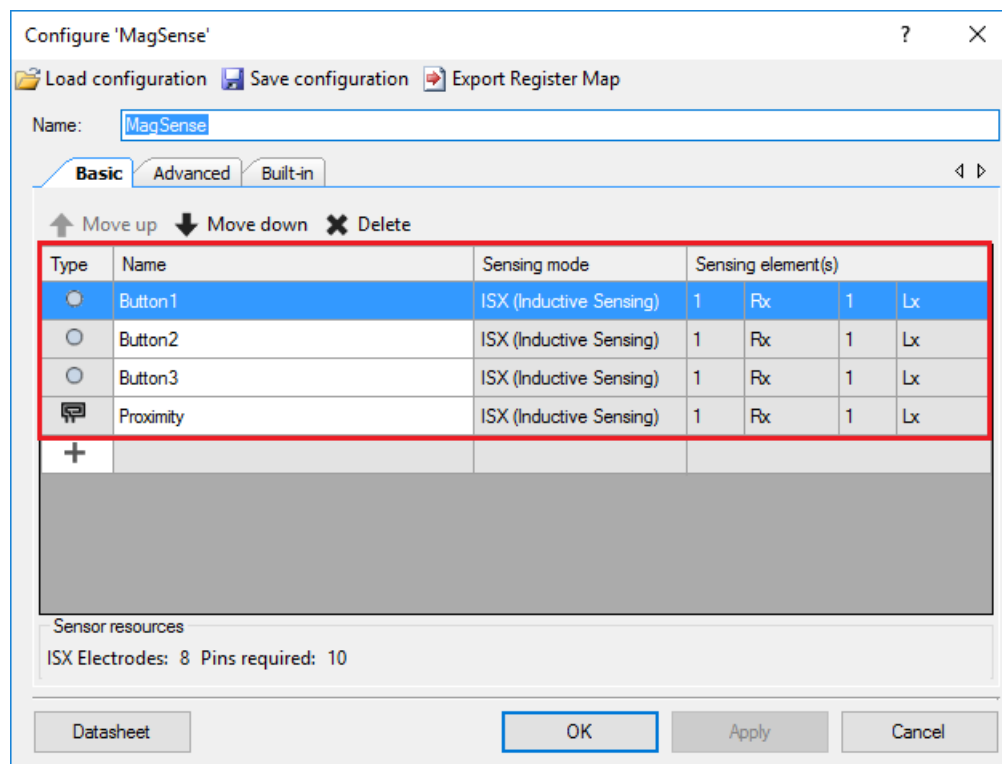 Configure 'MagSense' ? ×
Load configuration Save configuration Export Register Map
Name: MagSense
Basic Advanced Built-in
Move up Move down Delete
Type Name Sensing mode Sensing element(s)
Button1 ISX (Inductive Sensing) 1 Rx 1 Lx
Button2 ISX (Inductive Sensing) 1 Rx 1 Lx
Button3 ISX (Inductive Sensing) 1 Rx 1 Lx
Proximity ISX (Inductive Sensing) 1 Rx 1 Lx
Sensor resources
ISX Electrodes: 8 Pins required: 10
Datasheet OK Apply Cancel